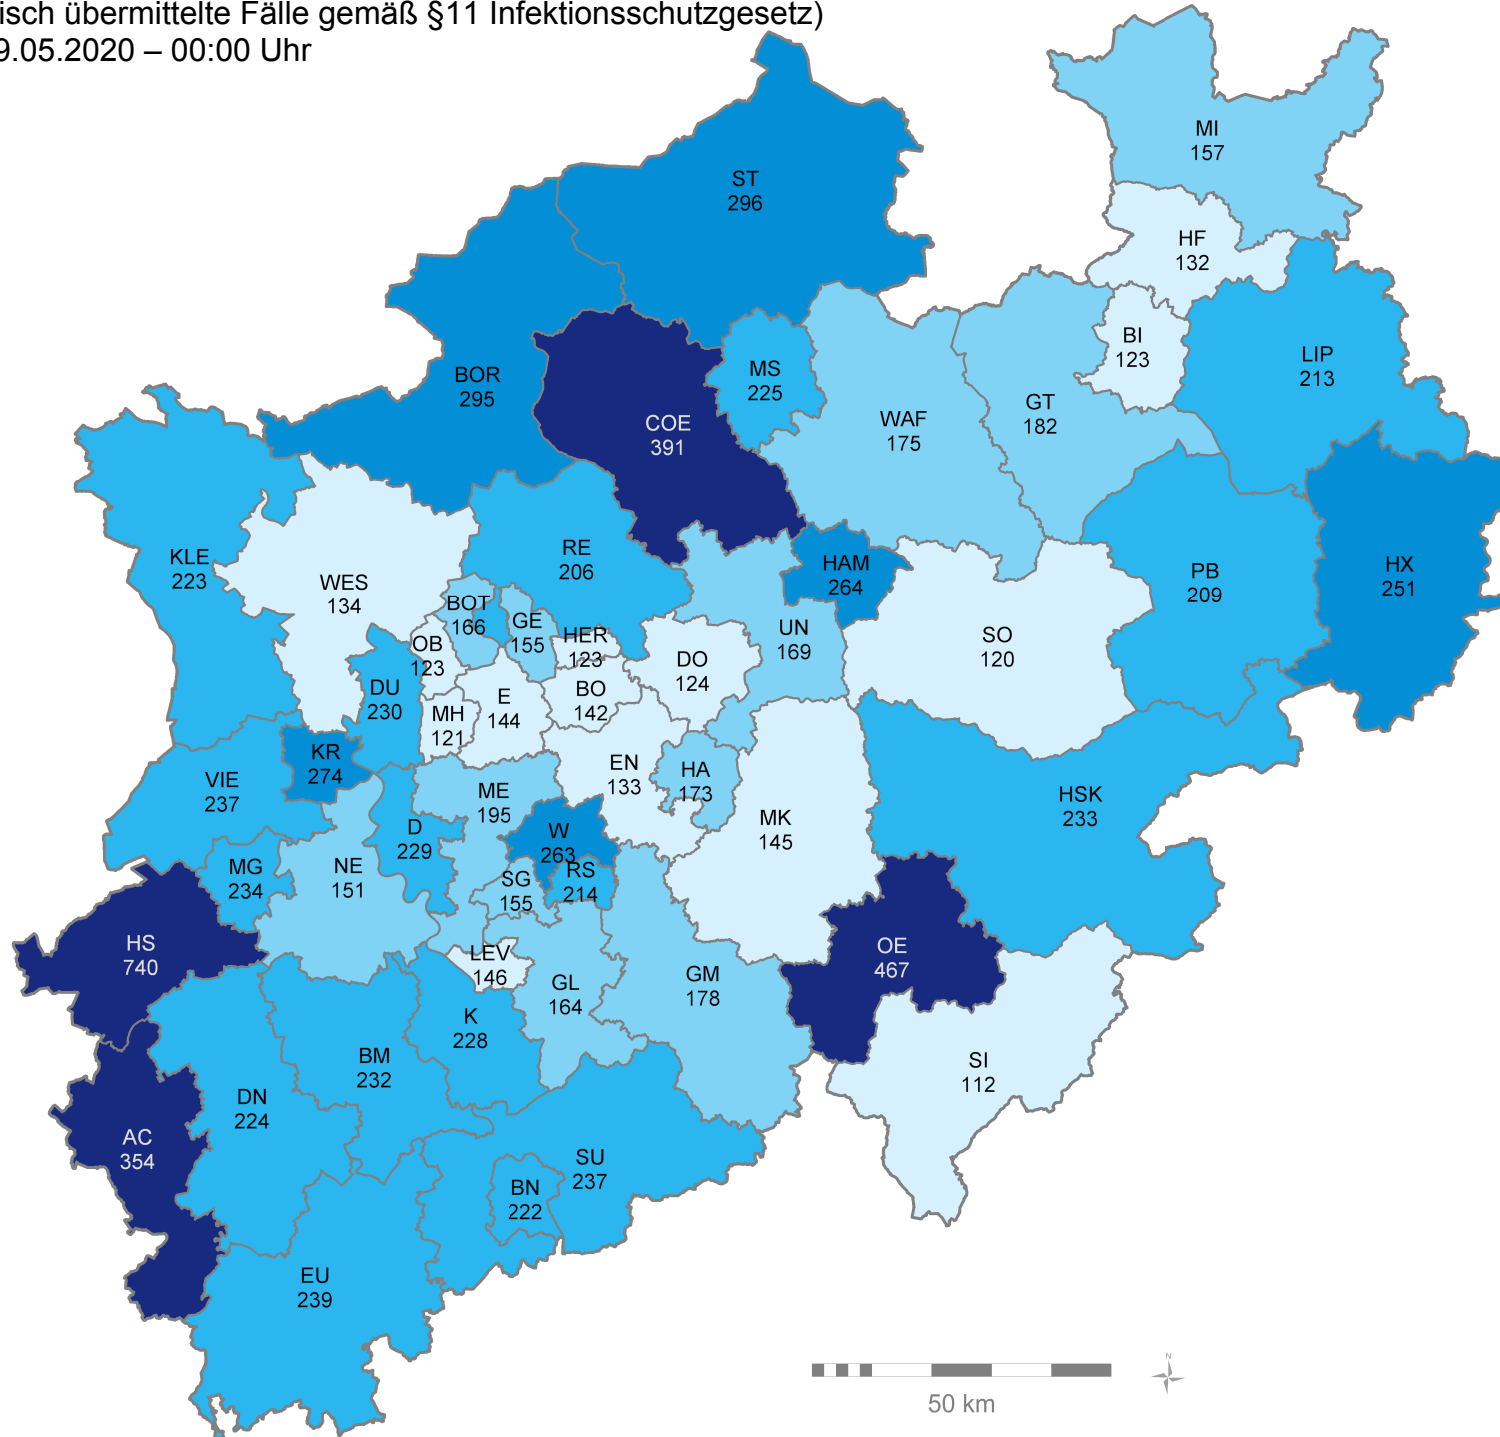 isch übermittelte Fälle gemäß §11 Infektionsschutzgesetz)
9.05.2020 – 00:00 Uhr
MI
157
ST
296
HF
132
BI
123
LIP
213
MS
225
BOR
295
COE
391
WAF
175
GT
182
KLE
223
WES
134
RE
206
HAM
264
PB
209
HX
251
BOT
166
GE
155
HER
123
OB
123
UN
169
SO
120
DO
124
DU
230
MH
121
E
144
BO
142
KR
274
VIE
237
EN
133
HA
173
ME
195
MK
145
HSK
233
D
229
W
263
MG
234
NE
151
SG
155
RS
214
HS
740
LEV
146
OE
467
GL
164
GM
178
K
228
BM
232
SI
112
DN
224
AC
354
SU
237
BN
222
EU
239
N
50 km